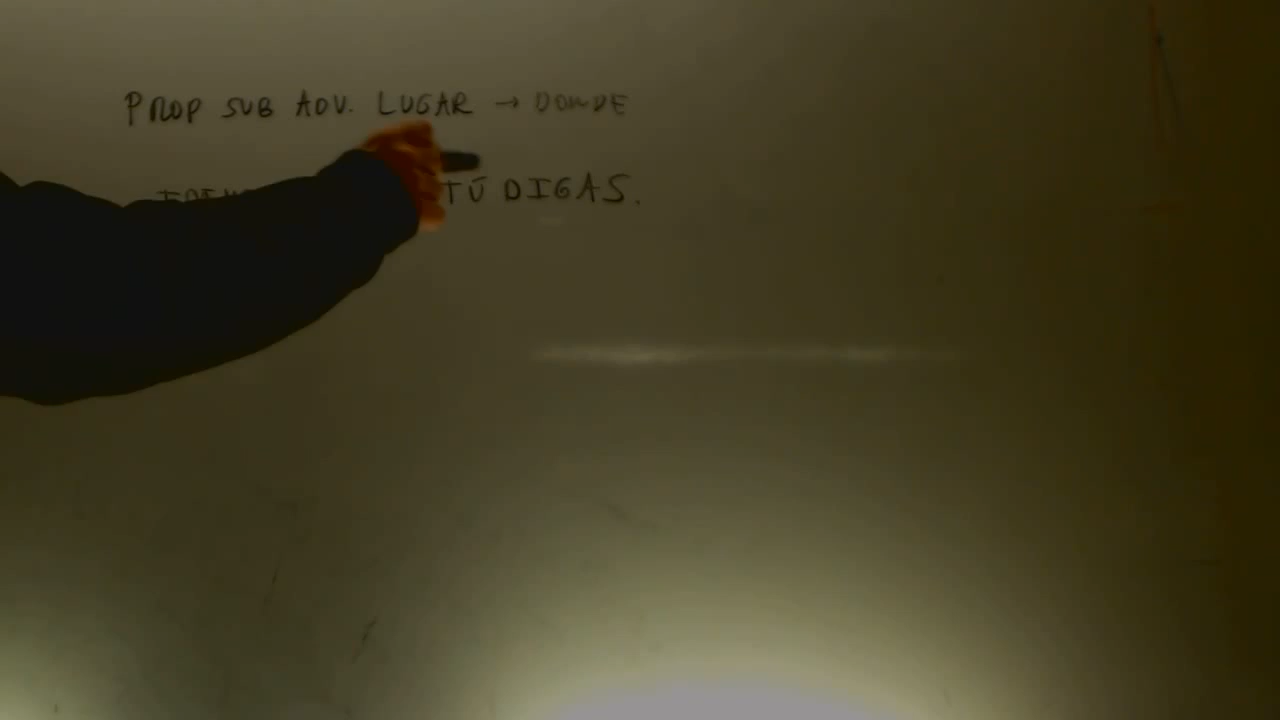 PROP SUB ADV. LUGAR → DONDE
TÚ DIGAS.